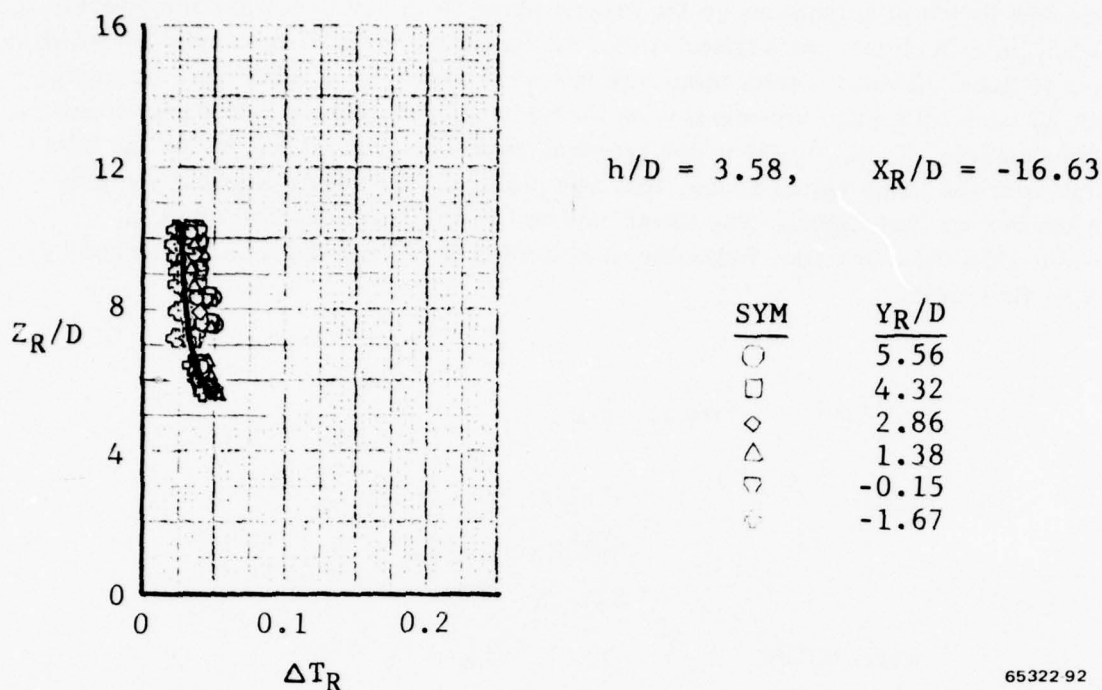 16
12
8
4
0
Z_R/D
0 0.1 0.2
ΔT_R
h/D = 3.58, X_R/D = -16.63
SYM Y_R/D
○ 5.56
□ 4.32
◇ 2.86
△ 1.38
▽ -0.15
-1.67
65322-92